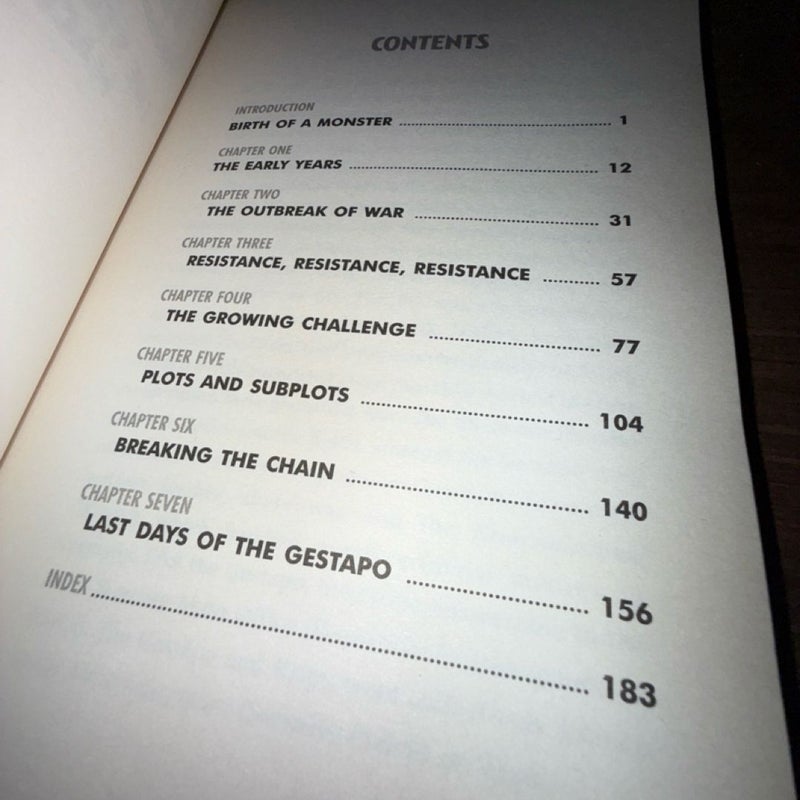 CONTENTS
INTRODUCTION
BIRTH OF A MONSTER ........................................ 1
CHAPTER ONE
THE EARLY YEARS ........................................ 12
CHAPTER TWO
THE OUTBREAK OF WAR ........................................ 31
CHAPTER THREE
RESISTANCE, RESISTANCE, RESISTANCE .......... 57
CHAPTER FOUR
THE GROWING CHALLENGE .............................. 77
CHAPTER FIVE
PLOTS AND SUBPLOTS ........................................ 104
CHAPTER SIX
BREAKING THE CHAIN ........................................ 140
CHAPTER SEVEN
LAST DAYS OF THE GESTAPO .............................. 156
INDEX ............................................................ 183